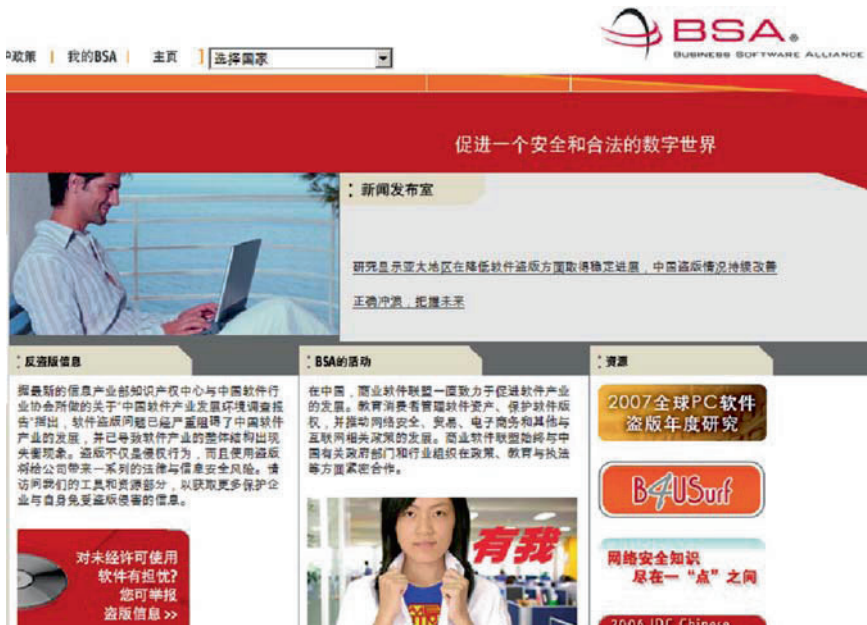 BSA®
BUSINESS SOFTWARE ALLIANCE
户政策 | 我的BSA | 主页 ] 选择国家
促进一个安全和合法的数字世界
: 新闻发布室
研究显示亚太地区在降低软件盗版方面取得稳定进展，中国盗版情况持续改善
正确冲浪，把握未来
: 反盗版信息
据最新的信息产业部知识产权中心与中国软件行
业协会所做的关于"中国软件产业发展环境调查报
告"指出，软件盗版问题已经严重阻碍了中国软件
产业的发展，并已导致软件产业的整体结构出现
失衡现象。盗版不仅是侵权行为，而且使用盗版
将给公司带来一系列的法律与信息安全风险。请
访问我们的工具和资源部分，以获取更多保护企
业与自身免受盗版侵害的信息。
对未经许可使用
软件有担忧?
您可举报
盗版信息>>
: BSA的活动
在中国，商业软件联盟一直致力于促进软件产业
的发展。教育消费者管理软件资产、保护软件版
权，并推动网络安全、贸易、电子商务和其他与
互联网相关政策的发展。商业软件联盟始终与中
国有关政府部门和行业组织在政策、教育与执法
等方面紧密合作。
有我
: 资源
2007全球PC软件
盗版年度研究
B4USurf
网络安全知识
尽在一“点”之间
2006 IDC Chinese